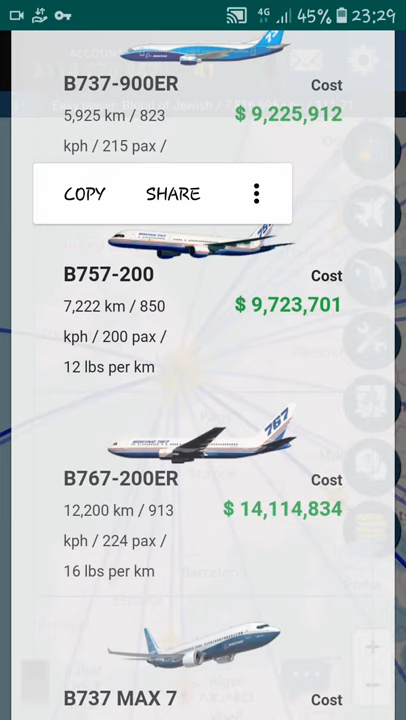 4G 45% 23:29
B737-900ER
Cost
5,925 km / 823
$ 9,225,912
kph / 215 pax /
COPY SHARE
B757-200
Cost
7,222 km / 850
$ 9,723,701
kph / 200 pax /
12 lbs per km
767
B767-200ER
Cost
12,200 km / 913
$ 14,114,834
kph / 224 pax /
16 lbs per km
B737 MAX 7
Cost